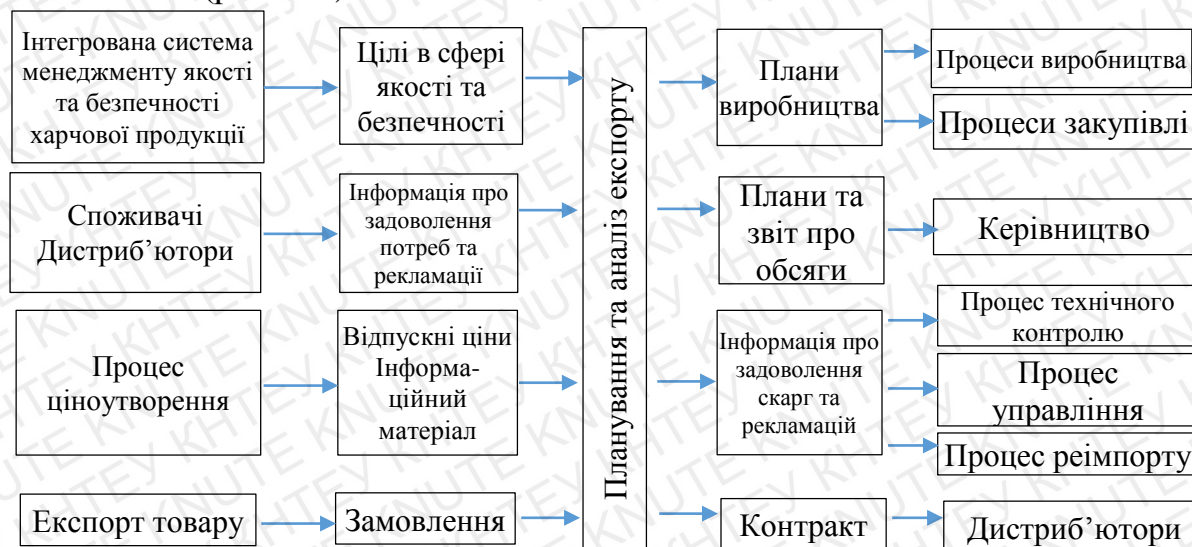 Інтегрована система
менеджменту якості
та безпечності
харчової продукції
Цілі в сфері
якості та
безпечності
Планування та аналіз експорту
Плани
виробництва
Процеси виробництва
Процеси закупівлі
Споживачі
Дистриб’ютори
Інформація про
задоволення
потреб та
рекламації
Плани та
звіт про
обсяги
Керівництво
Процес
ціноутворення
Відпускні ціни
Інформа-
ційний
матеріал
Інформація про
задоволення
скарг та
рекламацій
Процес технічного
контролю
Процес
управління
Процес реімпорту
Експорт товару
Замовлення
Контракт
Дистриб’ютори